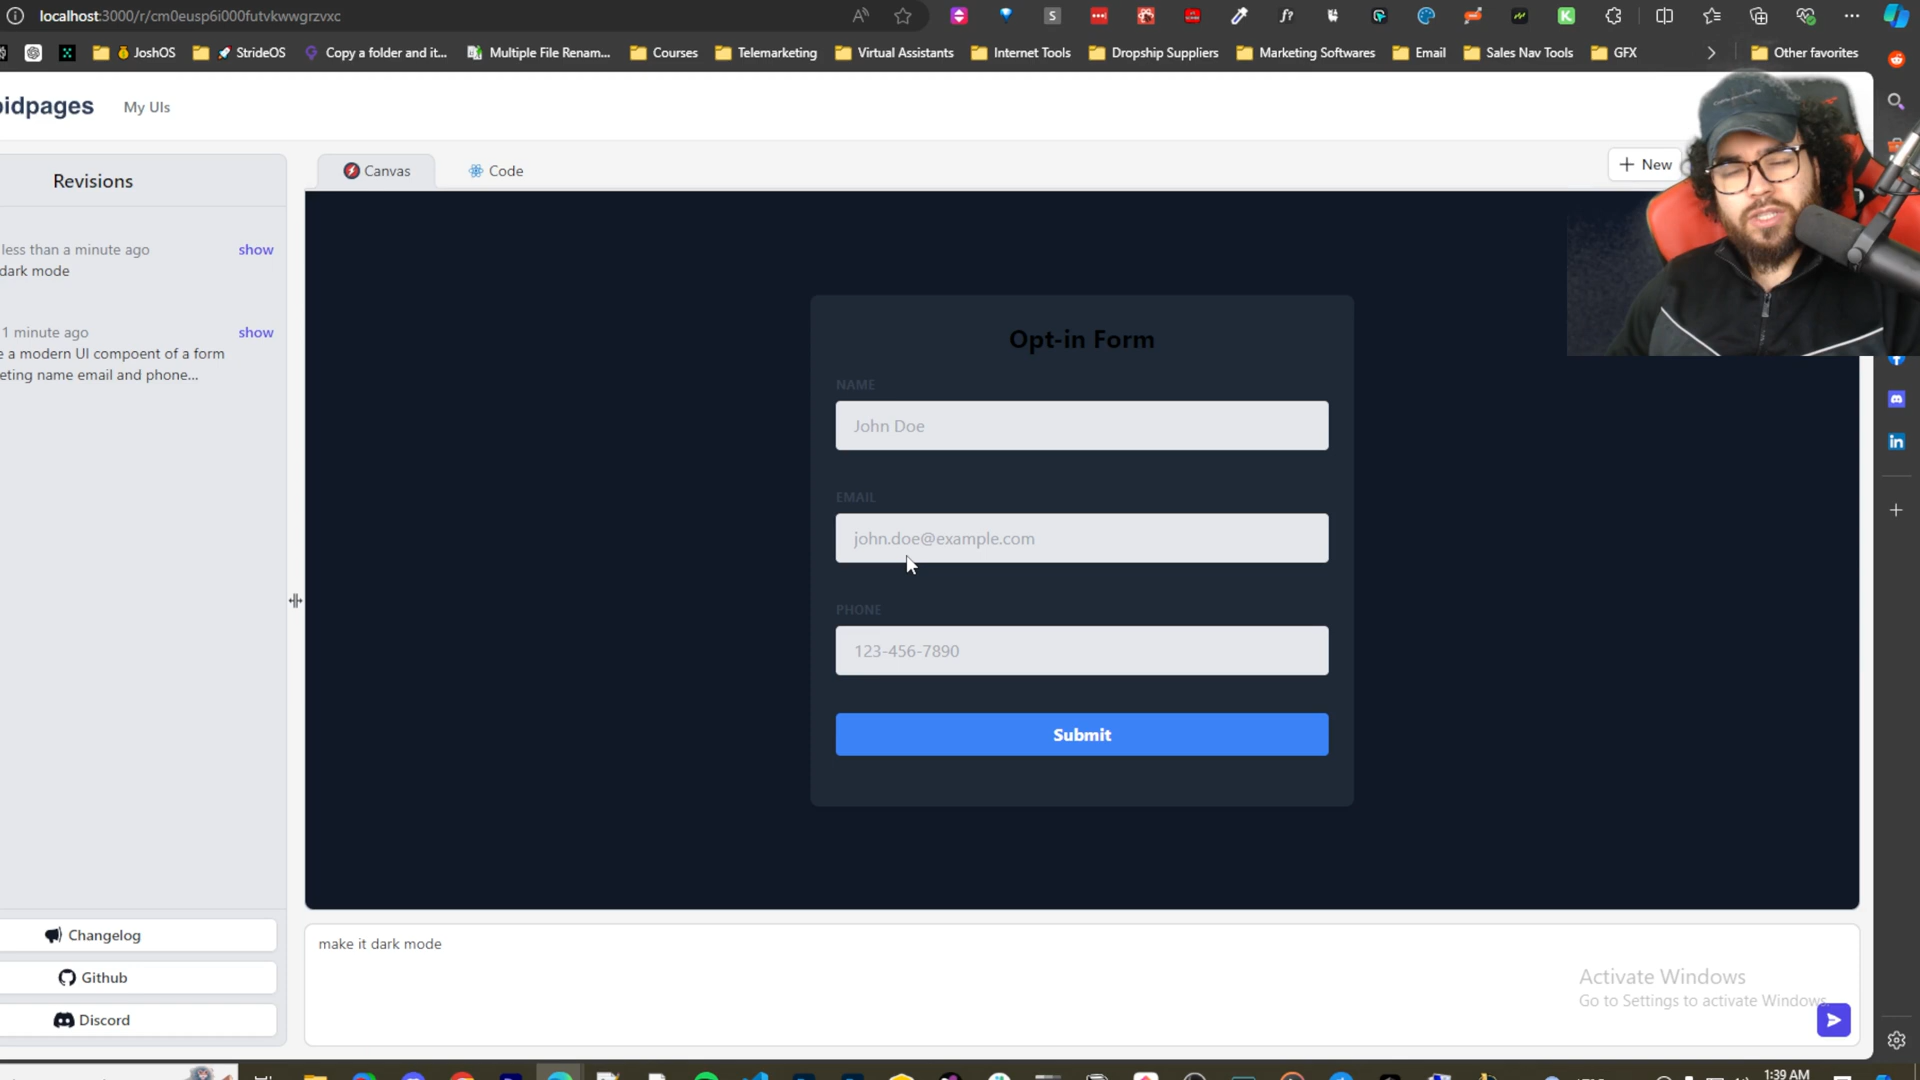 localhost:3000/r/cm0eusp6i000futvkwwgrzvxc
JoshOS
StrideOS
Copy a folder and it...
Multiple File Renam...
Courses
Telemarketing
Virtual Assistants
Internet Tools
Dropship Suppliers
Marketing Softwares
Email
Sales Nav Tools
GFX
Other favorites
idpages
My UIs
Revisions
less than a minute ago
show
dark mode
1 minute ago
show
e a modern UI compoent of a form
eting name email and phone...
Changelog
Github
Discord
Canvas
Code
New
Opt-in Form
NAME
John Doe
EMAIL
john.doe@example.com
PHONE
123-456-7890
Submit
make it dark mode
Activate Windows
Go to Settings to activate Windows.
1:39 AM